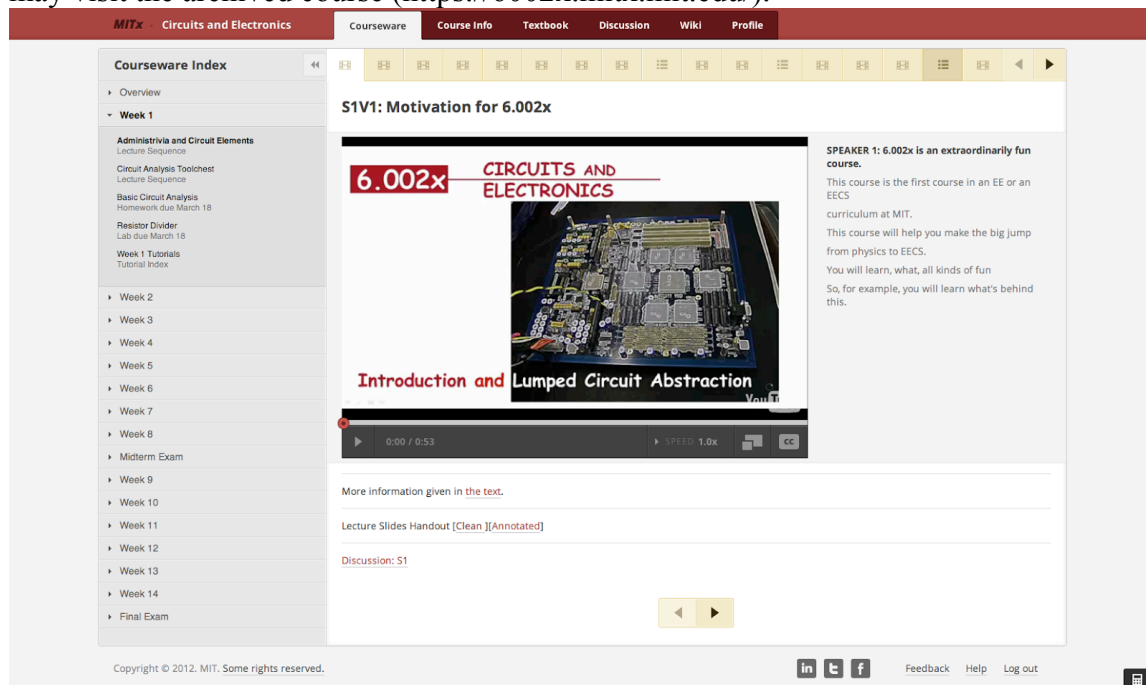 may visit the archived course (https://6002x.mitx.mit.edu/).
MITx Circuits and Electronics
Courseware Course Info Textbook Discussion Wiki Profile
Courseware Index
Overview
Week 1
Administrivia and Circuit Elements
Lecture Sequence
Circuit Analysis Toolchest
Lecture Sequence
Basic Circuit Analysis
Homework due March 18
Resistor Divider
Lab due March 18
Week 1 Tutorials
Tutorial Index
Week 2
Week 3
Week 4
Week 5
Week 6
Week 7
Week 8
Midterm Exam
Week 9
Week 10
Week 11
Week 12
Week 13
Week 14
Final Exam
S1V1: Motivation for 6.002x
6.002x
CIRCUITS AND
ELECTRONICS
Introduction and Lumped Circuit Abstraction
YouTube
0:00 / 0:53
SPEED 1.0x
CC
SPEAKER 1: 6.002x is an extraordinarily fun
course.
This course is the first course in an EE or an
EECS
curriculum at MIT.
This course will help you make the big jump
from physics to EECS.
You will learn, what, all kinds of fun
So, for example, you will learn what's behind
this.
More information given in the text.
Lecture Slides Handout [Clean ][Annotated]
Discussion: S1
Copyright © 2012. MIT. Some rights reserved.
in t f
Feedback Help Log out